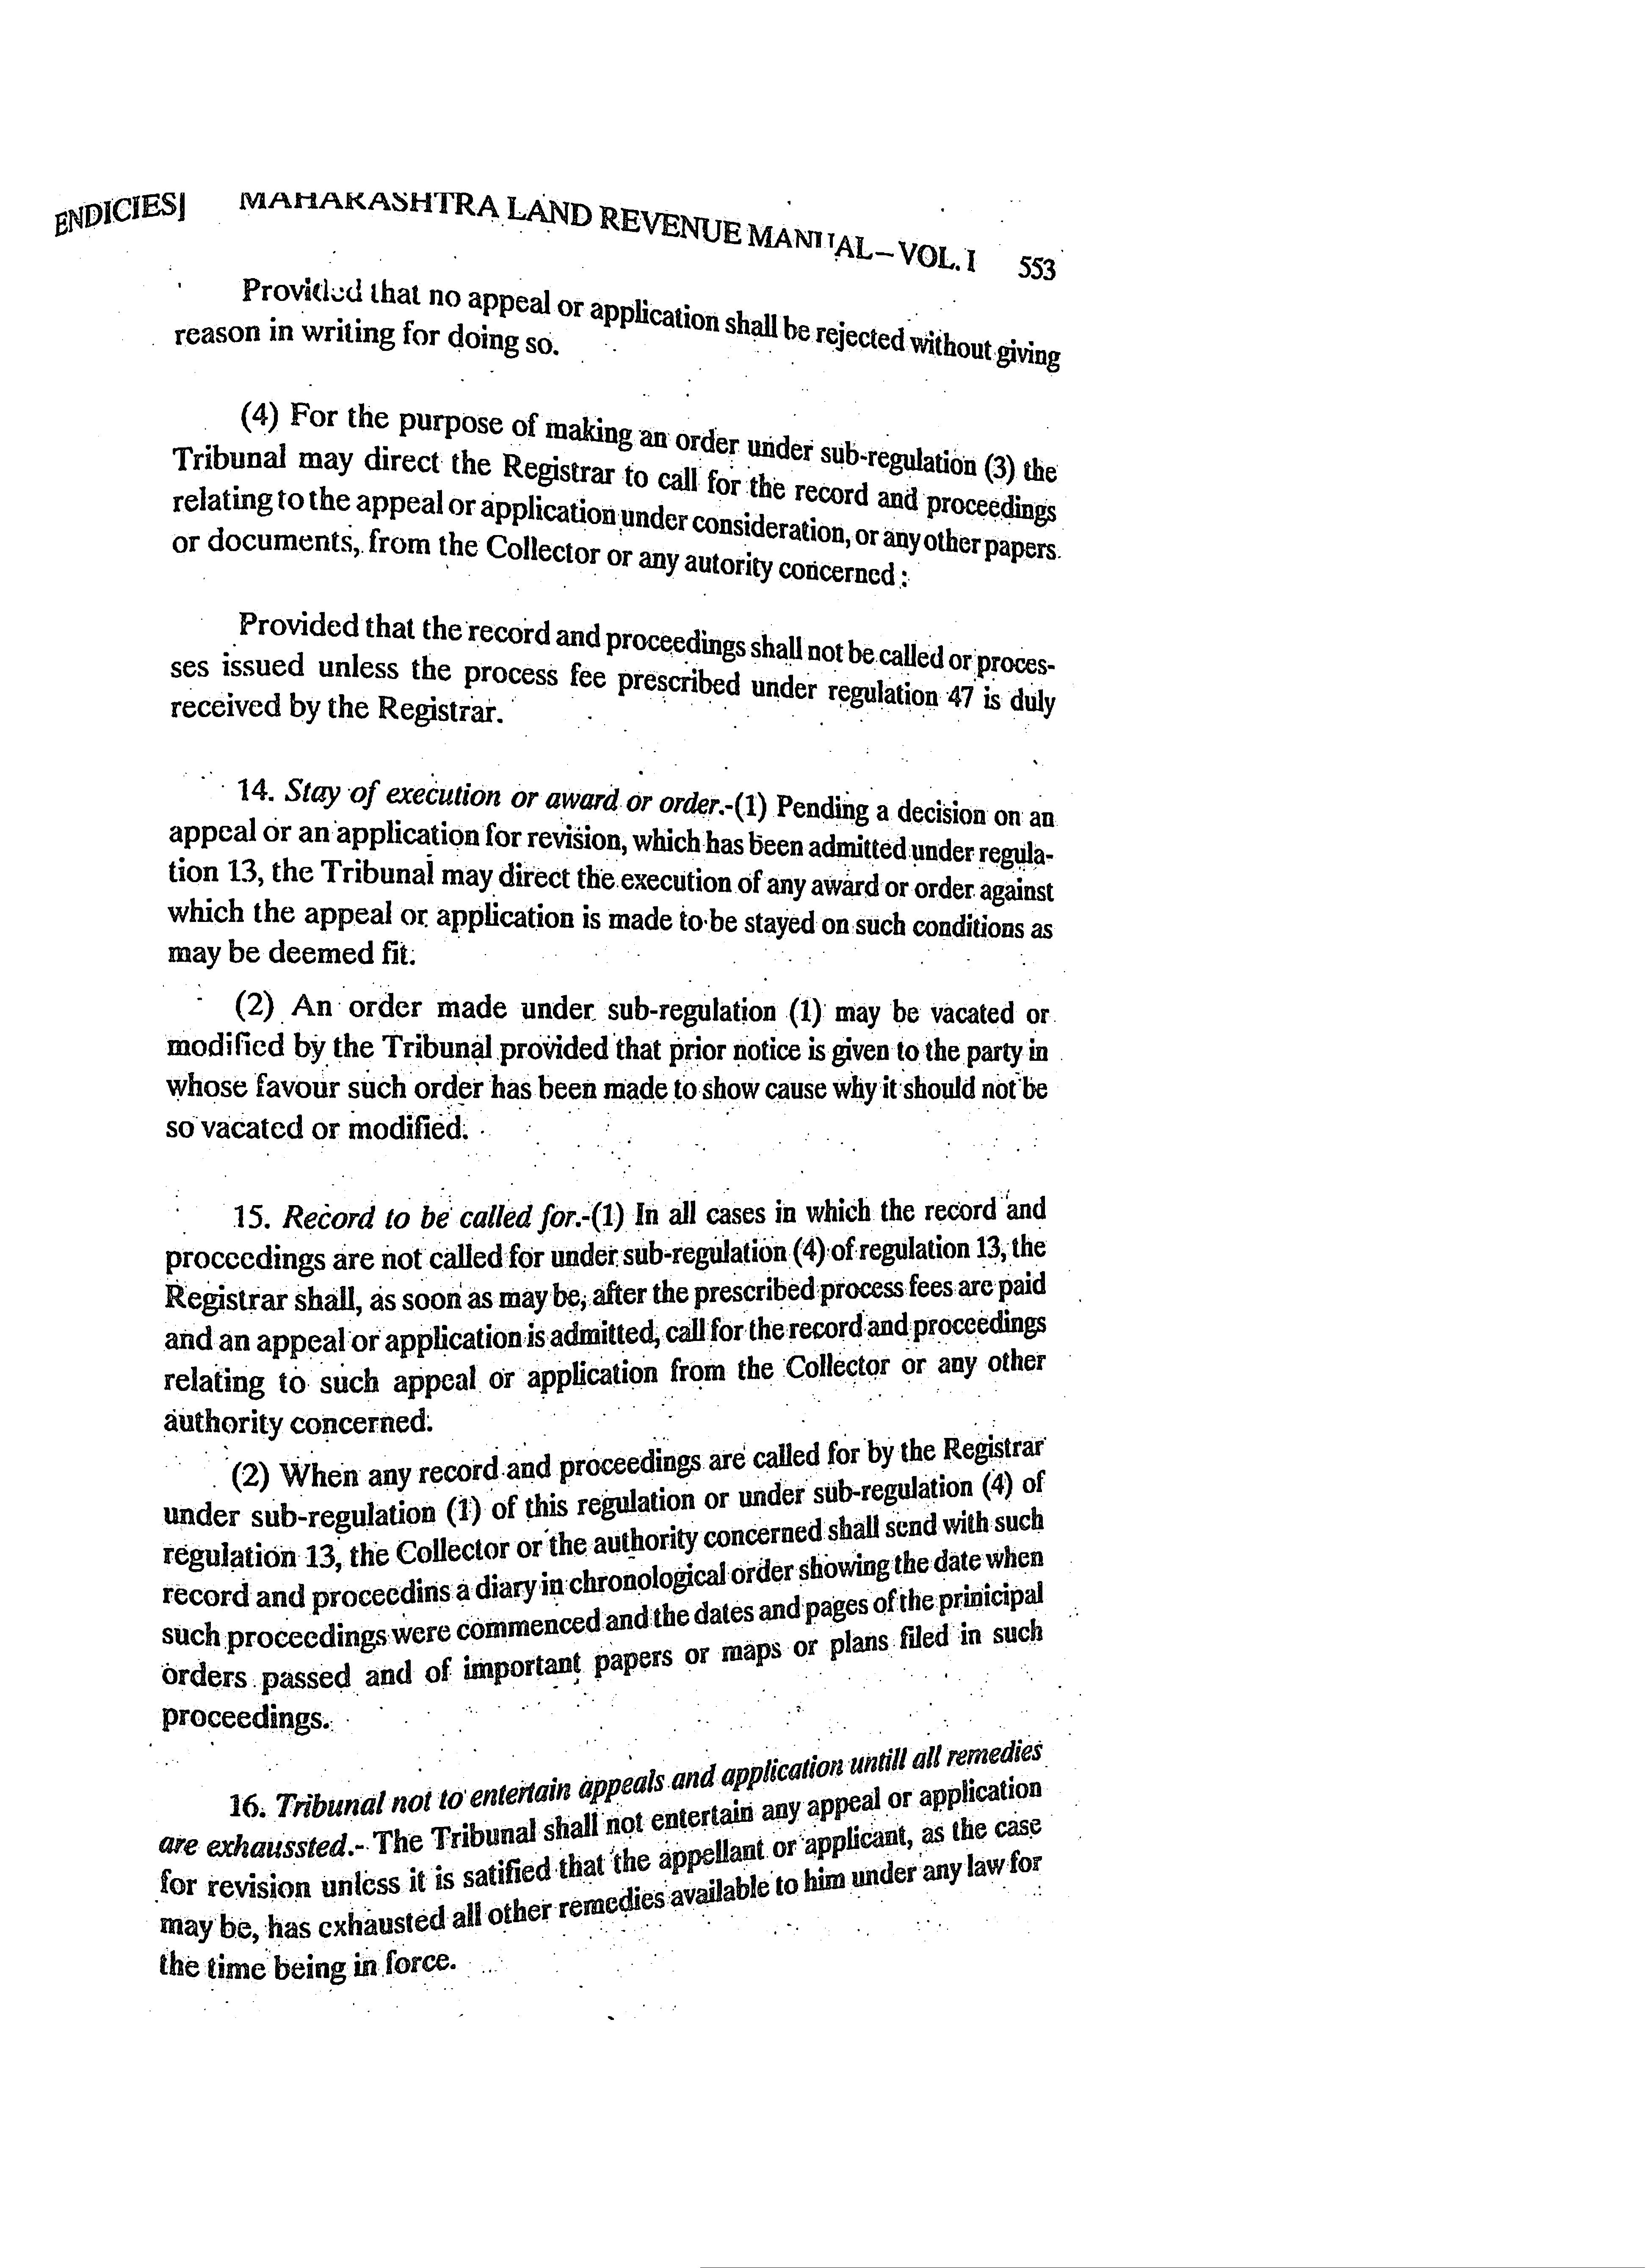 ENDICIES] MAHARASHTRA LAND REVENUE MANUAL–VOL. I 553
Provided that no appeal or application shall be rejected without giving
reason in writing for doing so.
(4) For the purpose of making an order under sub-regulation (3) the
Tribunal may direct the Registrar to call for the record and proceedings
relating to the appeal or application under consideration, or any other papers
or documents, from the Collector or any autority concerned :
Provided that the record and proceedings shall not be called or proces-
ses issued unless the process fee prescribed under regulation 47 is duly
received by the Registrar.
14. Stay of execution or award or order.-(1) Pending a decision on an
appeal or an application for revision, which has been admitted under regula-
tion 13, the Tribunal may direct the execution of any award or order against
which the appeal or application is made to be stayed on such conditions as
may be deemed fit.
(2) An order made under sub-regulation (1) may be vacated or
modified by the Tribunal provided that prior notice is given to the party in
whose favour such order has been made to show cause why it should not be
so vacated or modified.
15. Record to be called for.-(1) In all cases in which the record and
proceedings are not called for under sub-regulation (4) of regulation 13, the
Registrar shall, as soon as may be, after the prescribed process fees are paid
and an appeal or application is admitted, call for the record and proceedings
relating to such appeal or application from the Collector or any other
authority concerned.
(2) When any record and proceedings are called for by the Registrar
under sub-regulation (1) of this regulation or under sub-regulation (4) of
regulation 13, the Collector or the authority concerned shall send with such
record and proceedins a diary in chronological order showing the date when
such proceedings were commenced and the dates and pages of the prinicipal
orders passed and of important papers or maps or plans filed in such
proceedings.
16. Tribunal not to entertain appeals and application untill all remedies
are exhaussted.- The Tribunal shall not entertain any appeal or application
for revision unless it is satified that the appellant or applicant, as the case
may be, has exhausted all other remedies available to him under any law for
the time being in force.